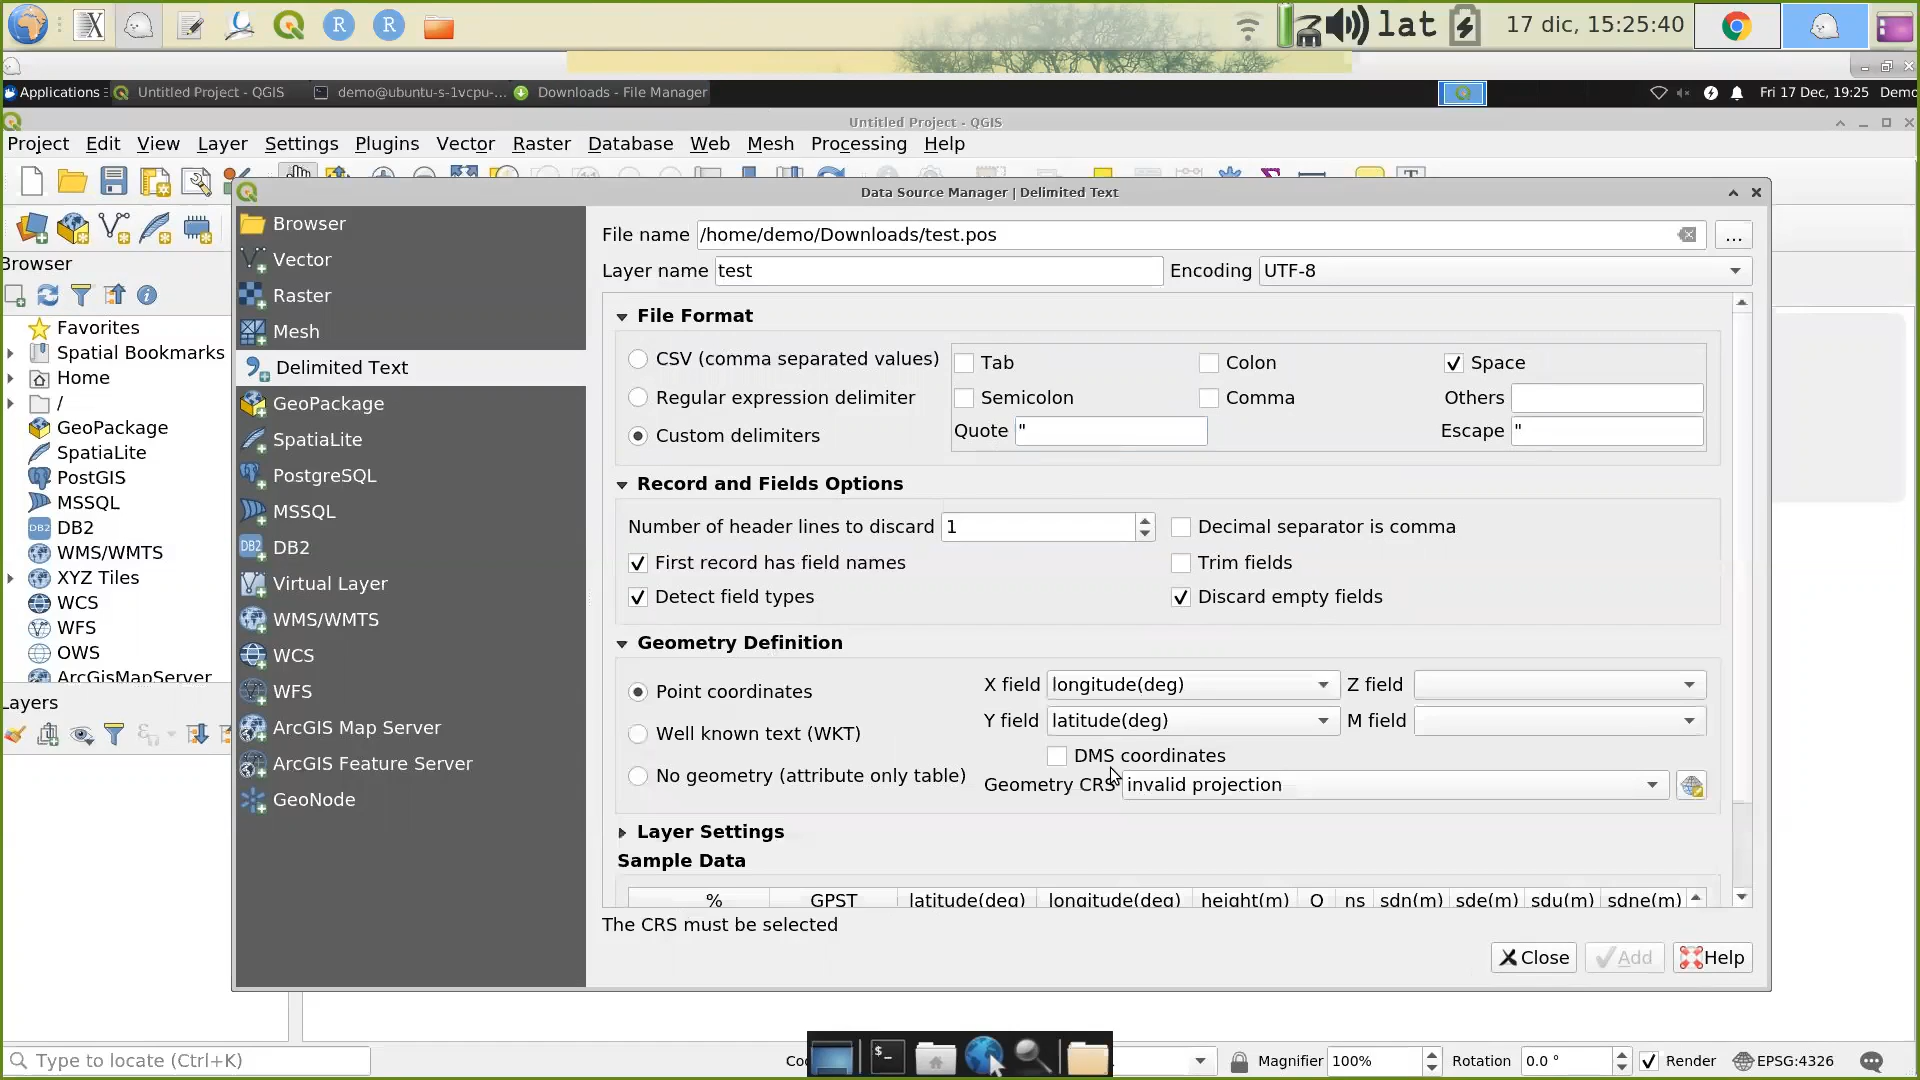 lat 17 dic, 15:25:40
Applications Untitled Project - QGIS demo@ubuntu-s-1vcpu-... Downloads - File Manager Fri 17 Dec, 19:25 Demo
Untitled Project - QGIS
Project Edit View Layer Settings Plugins Vector Raster Database Web Mesh Processing Help
Data Source Manager | Delimited Text
Browser
Favorites
Spatial Bookmarks
Home
/
GeoPackage
SpatiaLite
PostGIS
MSSQL
DB2
WMS/WMTS
XYZ Tiles
WCS
WFS
OWS
ArcGisMapServer
Layers
Browser
Vector
Raster
Mesh
Delimited Text
GeoPackage
SpatiaLite
PostgreSQL
MSSQL
DB2
Virtual Layer
WMS/WMTS
WCS
WFS
ArcGIS Map Server
ArcGIS Feature Server
GeoNode
File name /home/demo/Downloads/test.pos ...
Layer name test Encoding UTF-8
File Format
CSV (comma separated values) Tab Colon Space
Regular expression delimiter Semicolon Comma Others
Custom delimiters Quote " Escape "
Record and Fields Options
Number of header lines to discard 1 Decimal separator is comma
First record has field names Trim fields
Detect field types Discard empty fields
Geometry Definition
Point coordinates X field longitude(deg) Z field
Y field latitude(deg) M field
Well known text (WKT)
DMS coordinates
No geometry (attribute only table) Geometry CRS invalid projection
Layer Settings
Sample Data
% GPST latitude(deg) longitude(deg) height(m) Q ns sdn(m) sde(m) sdu(m) sdne(m)
The CRS must be selected
Close Add Help
Type to locate (Ctrl+K) Magnifier 100% Rotation 0.0 ° Render EPSG:4326